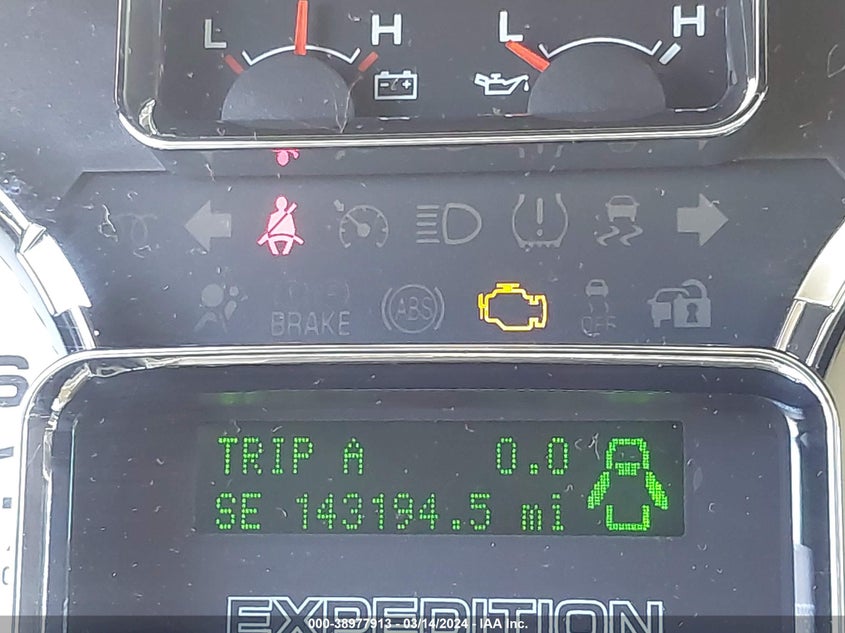 L H L H
ABS
BRAKE OFF
TRIP A 0.0
SE 143194.5 mi
EXPEDITION
000-38977913 - 03/14/2024 - IAA Inc.